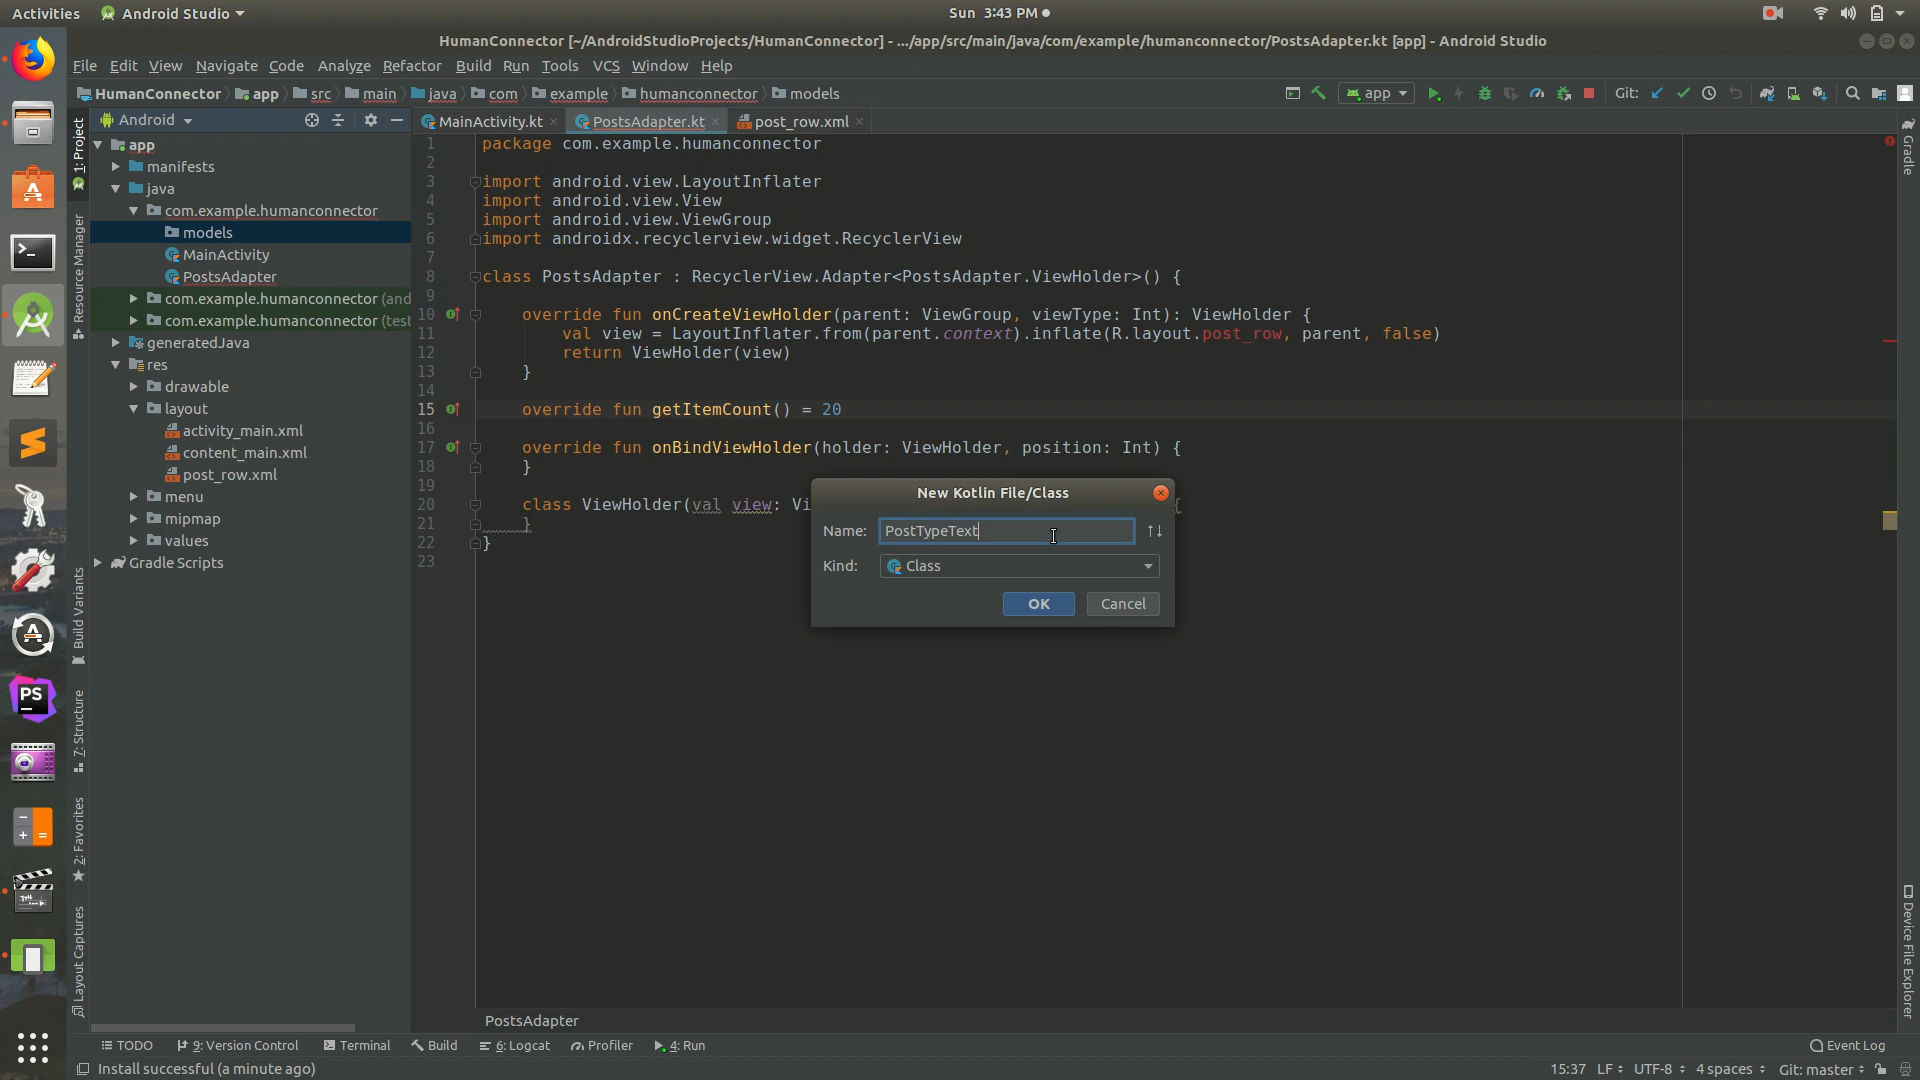 Activities
Android Studio
Sun 3:43 PM
HumanConnector [~/AndroidStudioProjects/HumanConnector] - .../app/src/main/java/com/example/humanconnector/PostsAdapter.kt [app] - Android Studio
File Edit View Navigate Code Analyze Refactor Build Run Tools VCS Window Help
HumanConnector app src main java com example humanconnector models
app
Git:
Android
MainActivity.kt
PostsAdapter.kt
post_row.xml
1: Project
Resource Manager
Build Variants
7: Structure
2: Favorites
Layout Captures
app
manifests
java
com.example.humanconnector
models
MainActivity
PostsAdapter
com.example.humanconnector (and
com.example.humanconnector (test
generatedJava
res
drawable
layout
activity_main.xml
content_main.xml
post_row.xml
menu
mipmap
values
Gradle Scripts
1 package com.example.humanconnector
2
3 import android.view.LayoutInflater
4 import android.view.View
5 import android.view.ViewGroup
6 import androidx.recyclerview.widget.RecyclerView
7
8 class PostsAdapter : RecyclerView.Adapter<PostsAdapter.ViewHolder>() {
9
10 override fun onCreateViewHolder(parent: ViewGroup, viewType: Int): ViewHolder {
11 val view = LayoutInflater.from(parent.context).inflate(R.layout.post_row, parent, false)
12 return ViewHolder(view)
13 }
14
15 override fun getItemCount() = 20
16
17 override fun onBindViewHolder(holder: ViewHolder, position: Int) {
18 }
19
20 class ViewHolder(val view: Vi {
21 }
22 }
23
New Kotlin File/Class
Name: PostTypeText
Kind: Class
OK
Cancel
Gradle
Device File Explorer
PS
PostsAdapter
TODO
9: Version Control
Terminal
Build
6: Logcat
Profiler
4: Run
Event Log
Install successful (a minute ago)
15:37 LF UTF-8 4 spaces Git: master